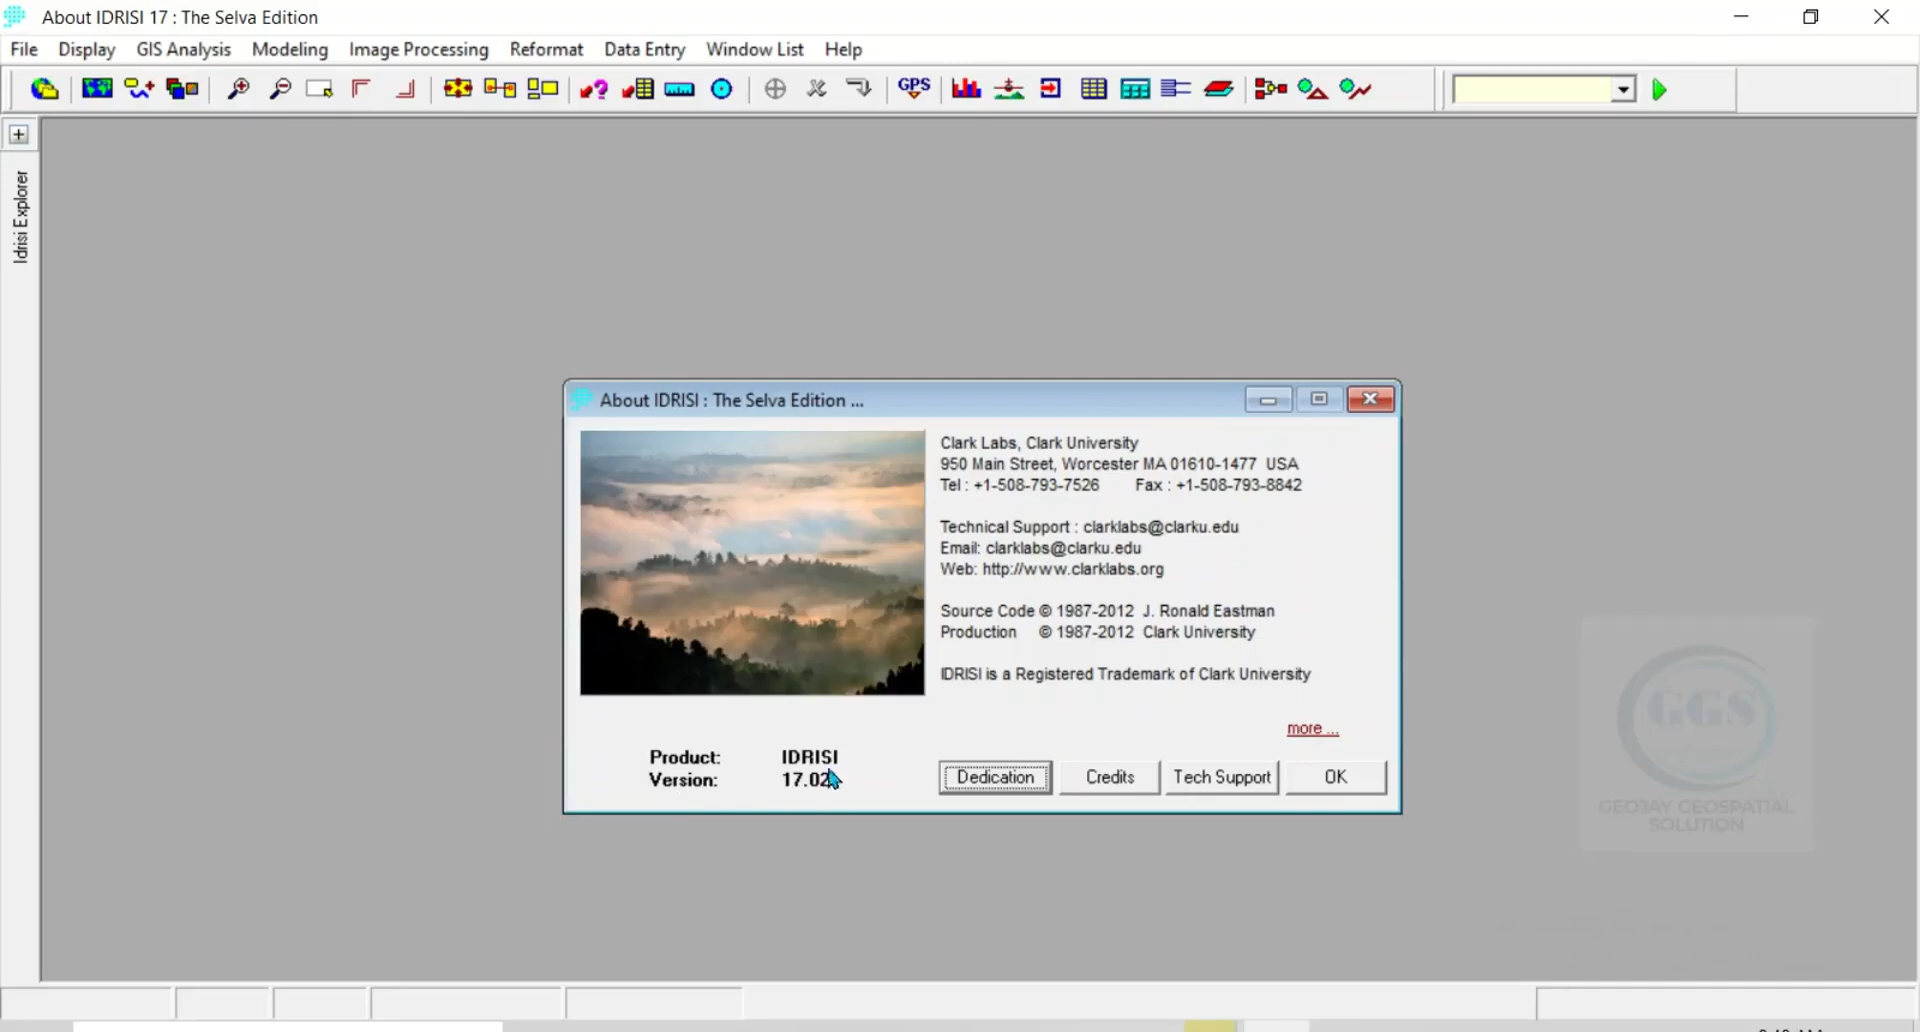 About IDRISI 17 : The Selva Edition
File Display GIS Analysis Modeling Image Processing Reformat Data Entry Window List Help
GPS
Idrisi Explorer
About IDRISI : The Selva Edition ...
Clark Labs, Clark University
950 Main Street, Worcester MA 01610-1477 USA
Tel : +1-508-793-7526 Fax : +1-508-793-8842
Technical Support : clarklabs@clarku.edu
Email: clarklabs@clarku.edu
Web: http://www.clarklabs.org
Source Code © 1987-2012 J. Ronald Eastman
Production © 1987-2012 Clark University
IDRISI is a Registered Trademark of Clark University
more ...
Product: IDRISI
Version: 17.02
Dedication Credits Tech Support OK
GGS
GEOJAY GEOSPATIAL
SOLUTION